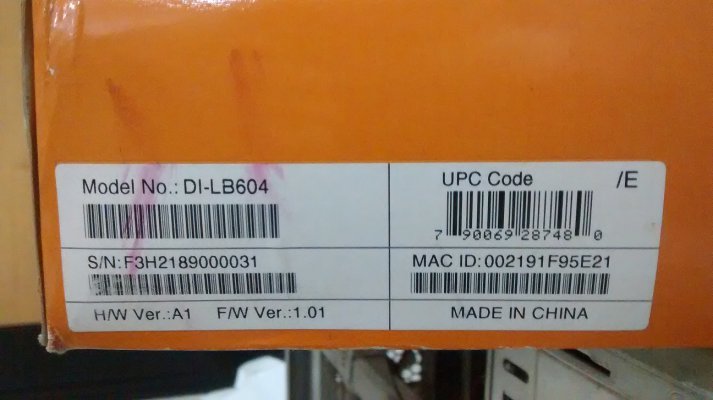 Model No.: DI-LB604
UPC Code /E
7 90069 28748 0
S/N:F3H2189000031
MAC ID:002191F95E21
H/W Ver.:A1 F/W Ver.:1.01
MADE IN CHINA